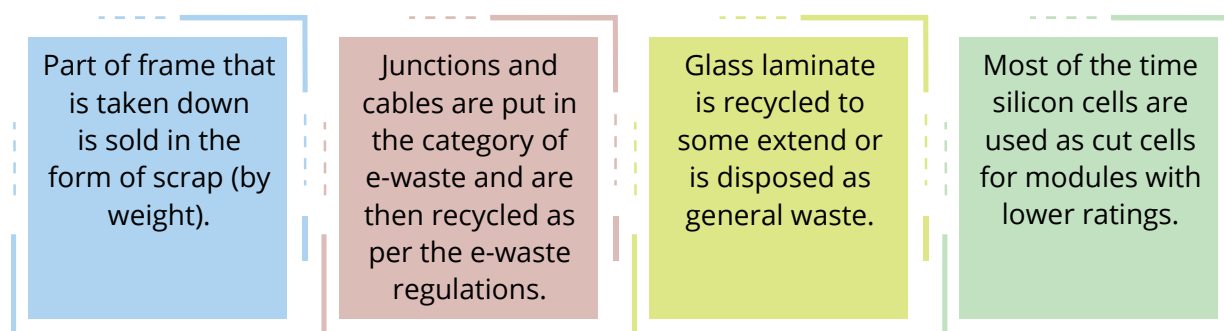 Part of frame that
is taken down
is sold in the
form of scrap (by
weight).
Junctions and
cables are put in
the category of
e-waste and are
then recycled as
per the e-waste
regulations.
Glass laminate
is recycled to
some extend or
is disposed as
general waste.
Most of the time
silicon cells are
used as cut cells
for modules with
lower ratings.